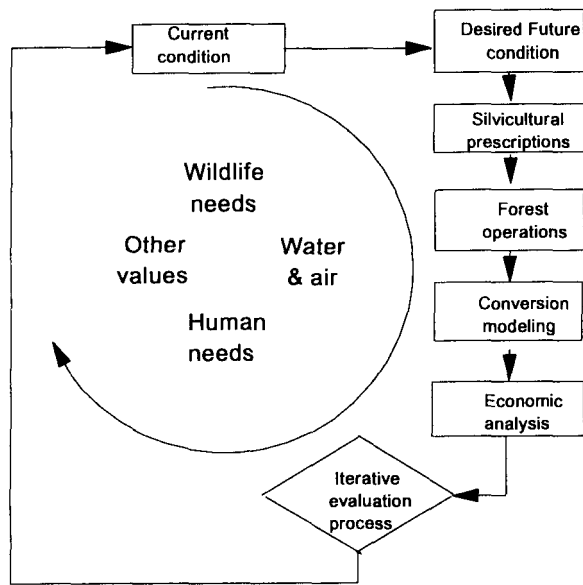 Current
condition
Desired Future
condition
Silvicultural
prescriptions
Forest
operations
Conversion
modeling
Economic
analysis
Iterative
evaluation
process
Wildlife
needs
Other
values
Water
& air
Human
needs